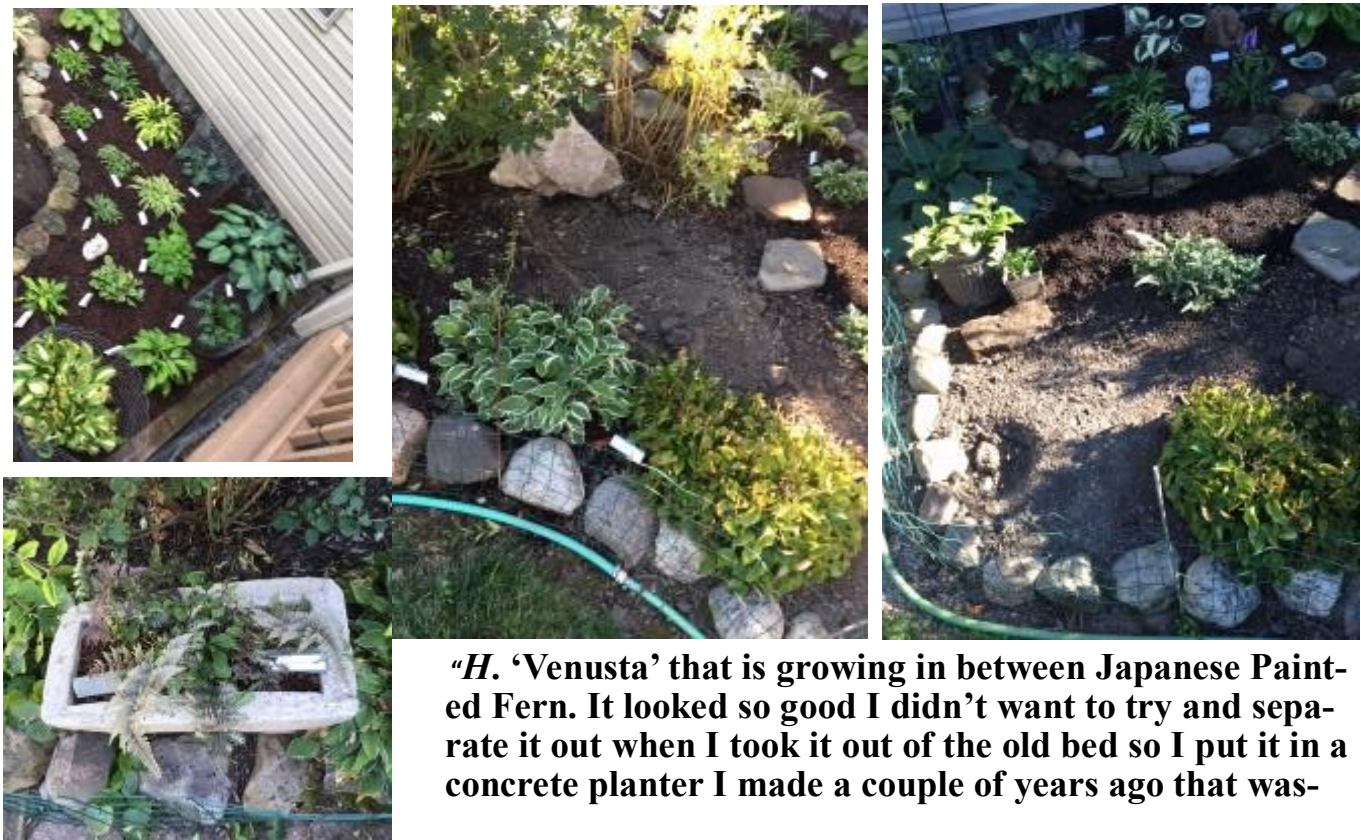 “H. ‘Venusta’ that is growing in between Japanese Paint-
ed Fern. It looked so good I didn’t want to try and sepa-
rate it out when I took it out of the old bed so I put it in a
concrete planter I made a couple of years ago that was-